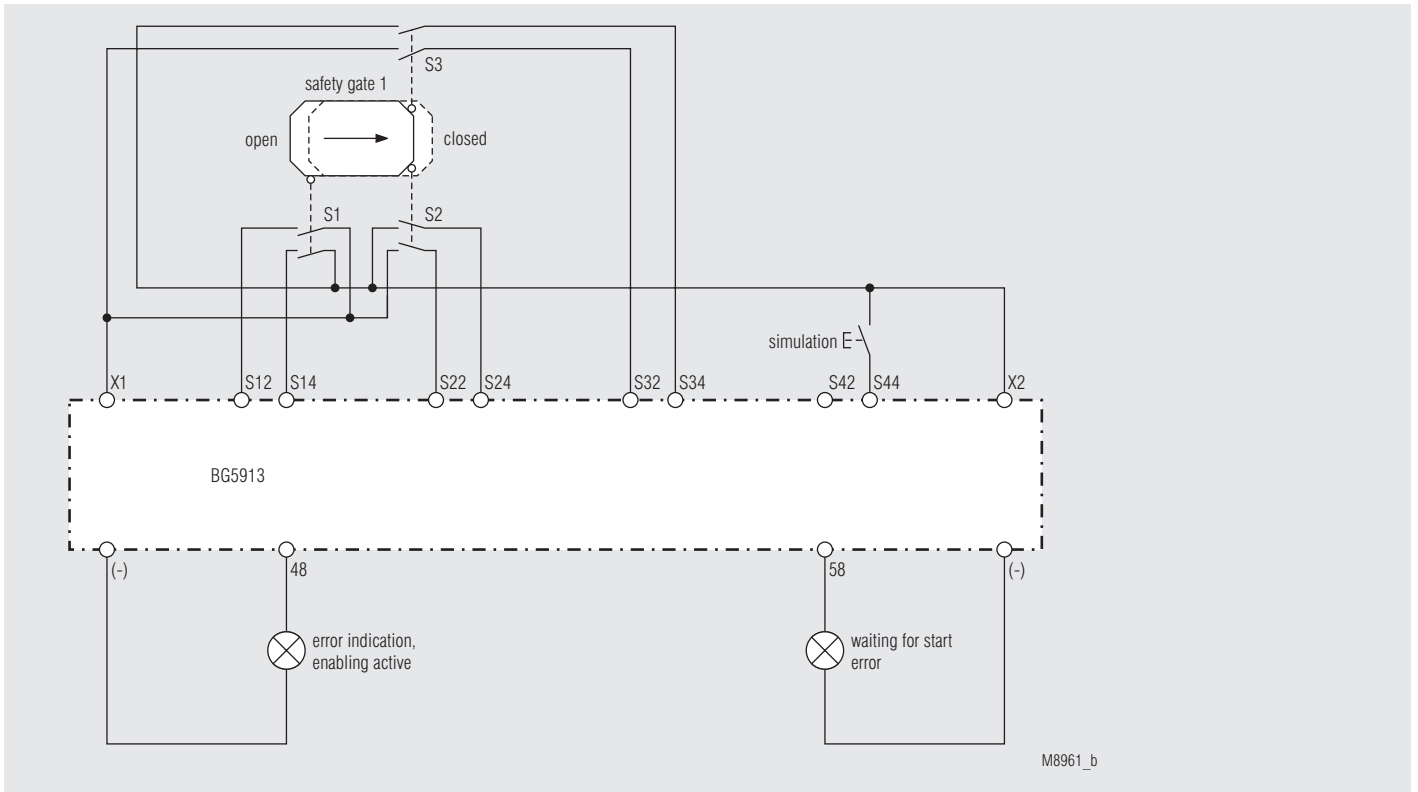 S3
safety gate 1
open
closed
S1
S2
simulation
X1
S12
S14
S22
S24
S32
S34
S42
S44
X2
BG5913
(-)
48
58
(-)
error indication,
enabling active
waiting for start
error
M8961_b